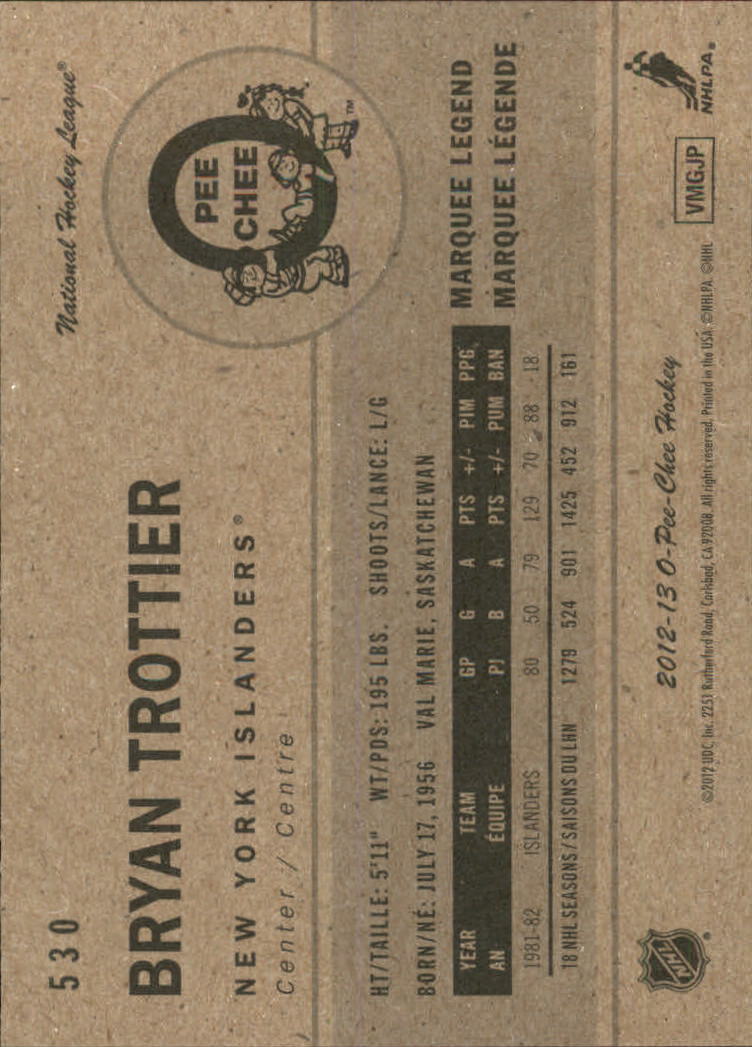 530
National Hockey League®
BRYAN TROTTIER
NEW YORK ISLANDERS®
Center / Centre
PEE
CHEE
TM
HT/TAILLE: 5'11" WT/PDS: 195 LBS. SHOOTS/LANCE: L/G
BORN/NÉ: JULY 17, 1956 VAL MARIE, SASKATCHEWAN
MARQUEE LEGEND
MARQUEE LÉGENDE
YEAR TEAM GP G A PTS +/- PIM PPG
AN ÉQUIPE PJ B A PTS +/- PUM BAN
1981-82 ISLANDERS 80 50 79 129 70 88 18
18 NHL SEASONS / SAISONS DU LHN 1279 524 901 1425 452 912 161
NHL®
2012-13 O-Pee-Chee Hockey
VMGJP
NHLPA®
©2012 UDC, Inc. 2251 Rutherford Road, Carlsbad, CA 92008. All rights reserved. Printed in the USA. ©NHLPA ©NHL